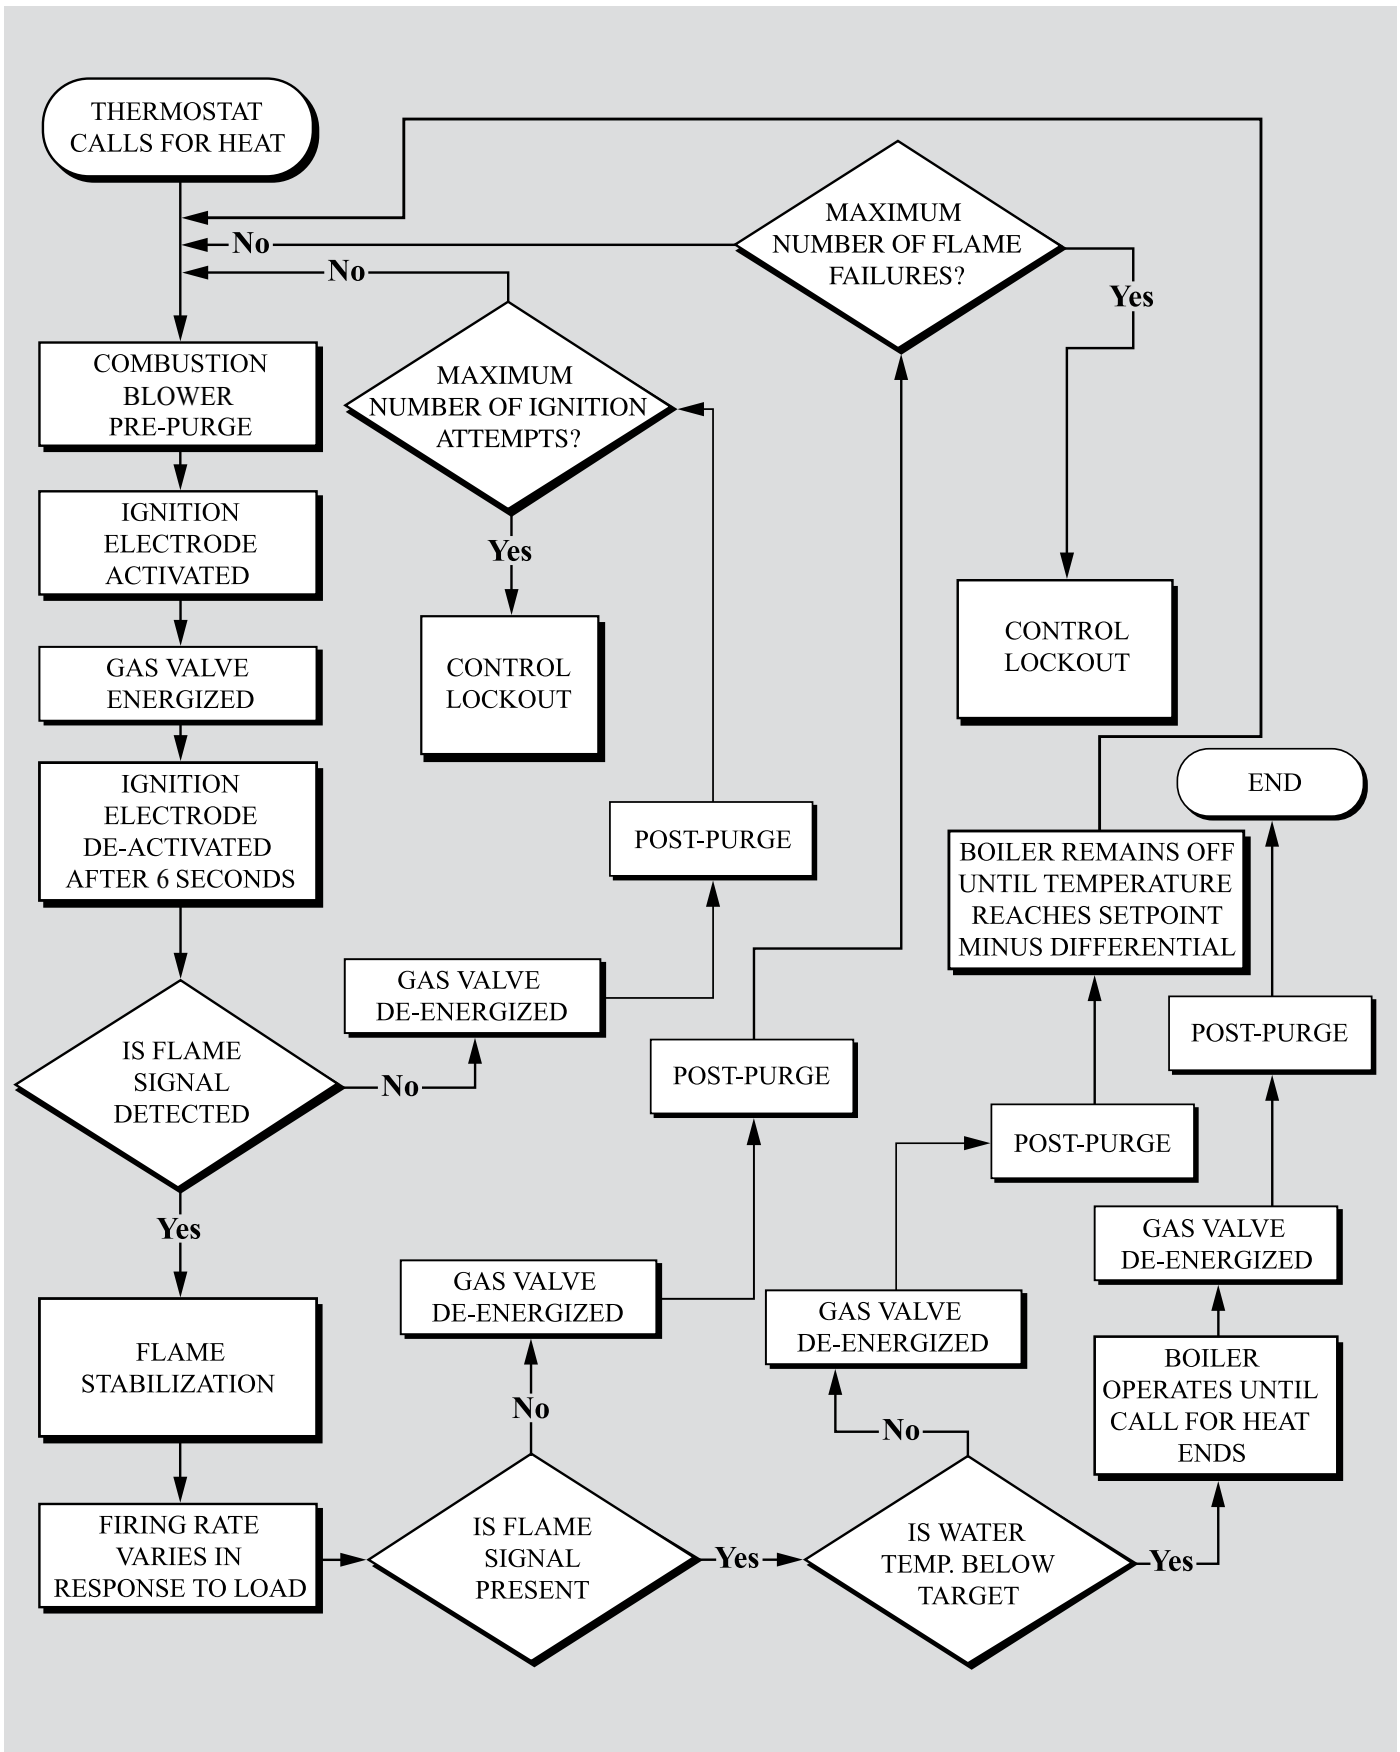 THERMOSTAT
CALLS FOR HEAT
No
No
MAXIMUM
NUMBER OF FLAME
FAILURES?
Yes
COMBUSTION
BLOWER
PRE-PURGE
MAXIMUM
NUMBER OF IGNITION
ATTEMPTS?
Yes
IGNITION
ELECTRODE
ACTIVATED
CONTROL
LOCKOUT
CONTROL
LOCKOUT
GAS VALVE
ENERGIZED
IGNITION
ELECTRODE
DE-ACTIVATED
AFTER 6 SECONDS
POST-PURGE
END
BOILER REMAINS OFF
UNTIL TEMPERATURE
REACHES SETPOINT
MINUS DIFFERENTIAL
GAS VALVE
DE-ENERGIZED
IS FLAME
SIGNAL
DETECTED
No
POST-PURGE
POST-PURGE
POST-PURGE
Yes
GAS VALVE
DE-ENERGIZED
GAS VALVE
DE-ENERGIZED
GAS VALVE
DE-ENERGIZED
FLAME
STABILIZATION
No
No
BOILER
OPERATES UNTIL
CALL FOR HEAT
ENDS
FIRING RATE
VARIES IN
RESPONSE TO LOAD
IS FLAME
SIGNAL
PRESENT
Yes
IS WATER
TEMP. BELOW
TARGET
Yes